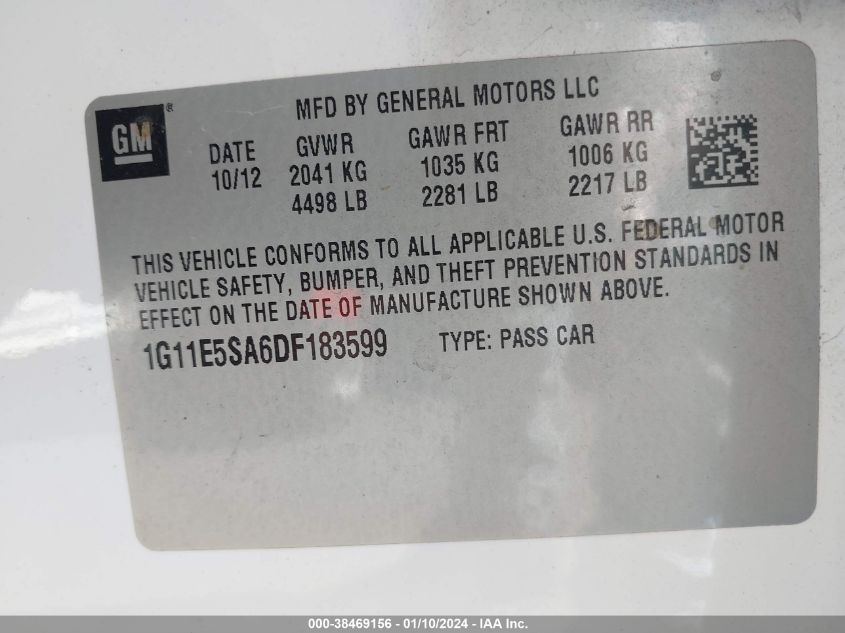 GM®
MFD BY GENERAL MOTORS LLC
DATE GVWR GAWR FRT GAWR RR
10/12 2041 KG 1035 KG 1006 KG
4498 LB 2281 LB 2217 LB
THIS VEHICLE CONFORMS TO ALL APPLICABLE U.S. FEDERAL MOTOR
VEHICLE SAFETY, BUMPER, AND THEFT PREVENTION STANDARDS IN
EFFECT ON THE DATE OF MANUFACTURE SHOWN ABOVE.
1G11E5SA6DF183599 TYPE: PASS CAR
000-38469156 - 01/10/2024 - IAA Inc.